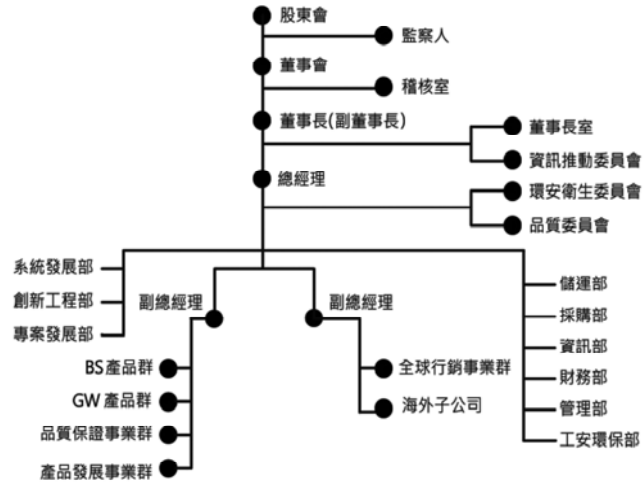 股東會
監察人
董事會
稽核室
董事長(副董事長)
董事長室
資訊推動委員會
總經理
環安衛生委員會
品質委員會
系統發展部
創新工程部
專案發展部
副總經理
副總經理
BS產品群
GW產品群
品質保證事業群
產品發展事業群
全球行銷事業群
海外子公司
儲運部
採購部
資訊部
財務部
管理部
工安環保部